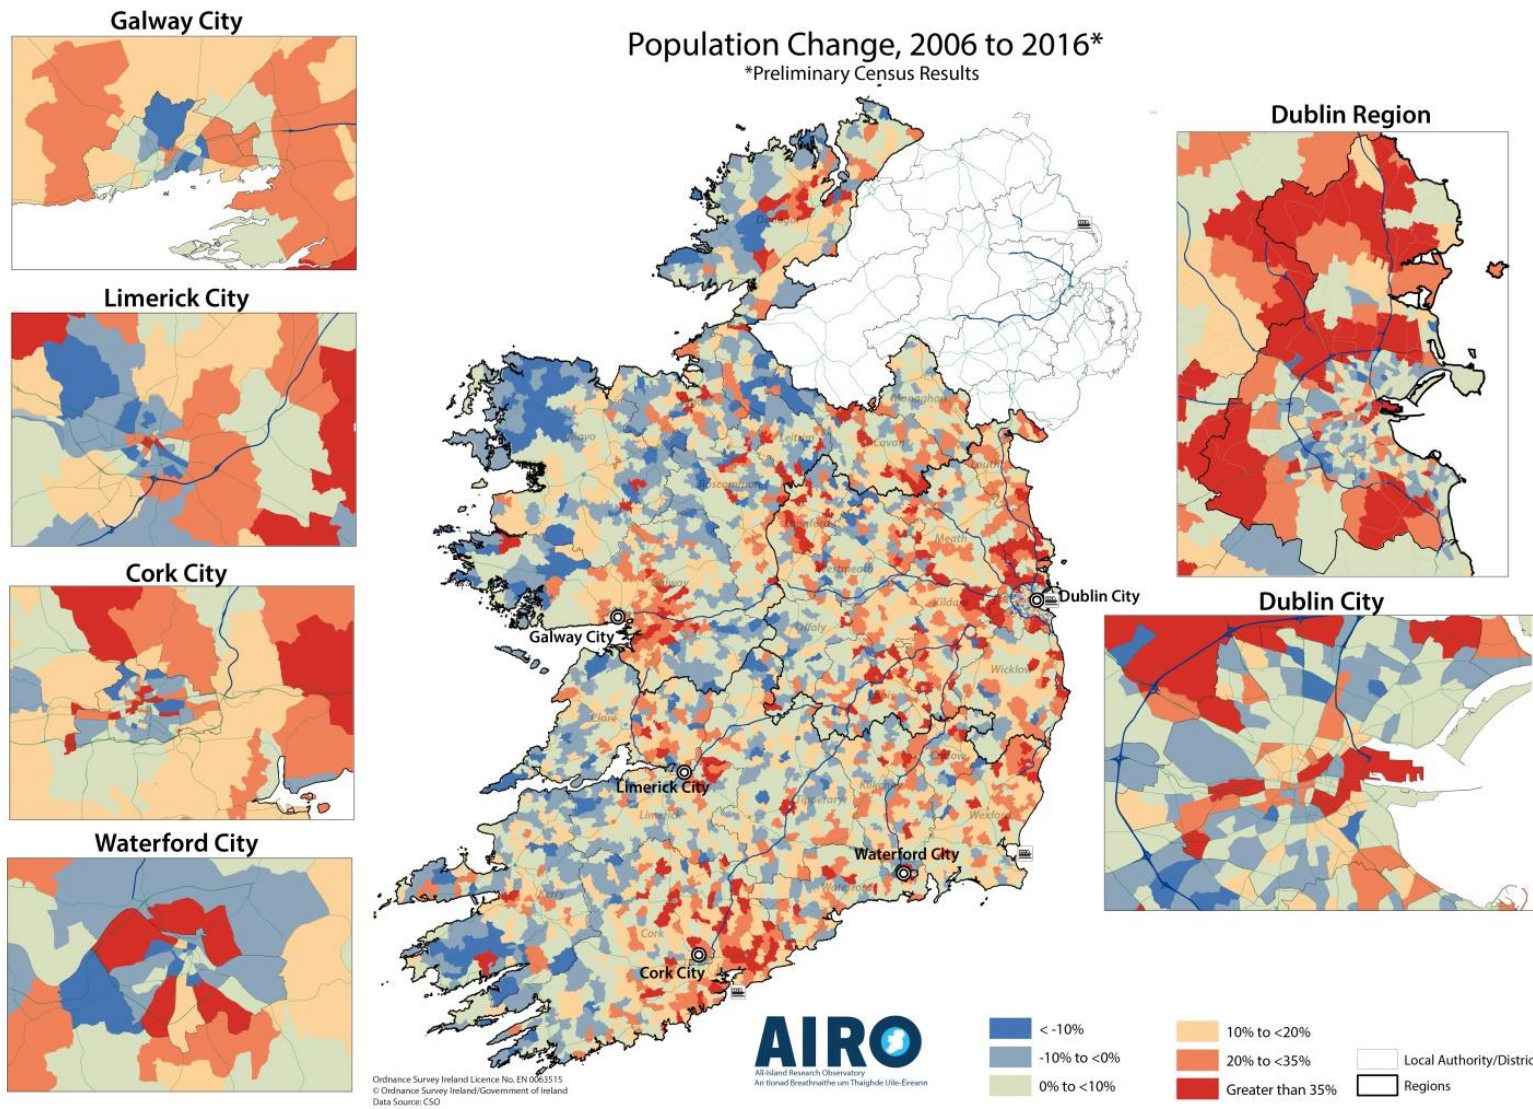 Galway City
Population Change, 2006 to 2016*
*Preliminary Census Results
Dublin Region
Limerick City
Cork City
Waterford City
Dublin City
Donegal
Mayo
Leitrim
Monaghan
Cavan
Louth
Roscommon
Longford
Meath
Westmeath
Galway
Kildare
Offaly
Dublin City
Galway City
Wicklow
Laois
Clare
Carlow
Limerick City
Tipperary
Kilkenny
Limerick
Wexford
Waterford City
Kerry
Waterford
Cork
Cork City
AIRO
All-Island Research Observatory
An tIonad Breathnaithe um Thaighde Uile-Éireann
Ordnance Survey Ireland Licence No. EN 0063515
© Ordnance Survey Ireland/Government of Ireland
Data Source: CSO
< -10%
-10% to <0%
0% to <10%
10% to <20%
20% to <35%
Greater than 35%
Local Authority/Distric
Regions